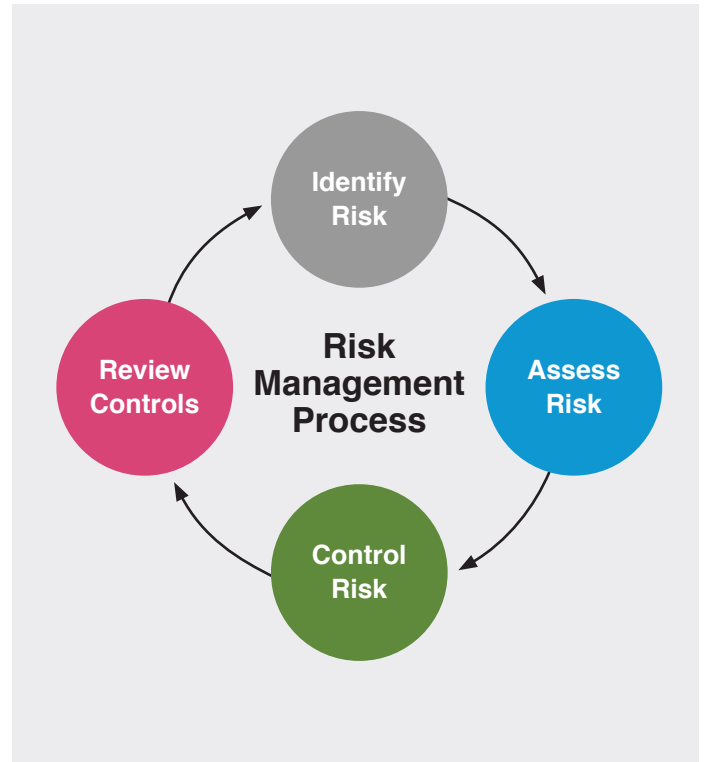 Identify
Risk
Risk
Management
Process
Assess
Risk
Control
Risk
Review
Controls